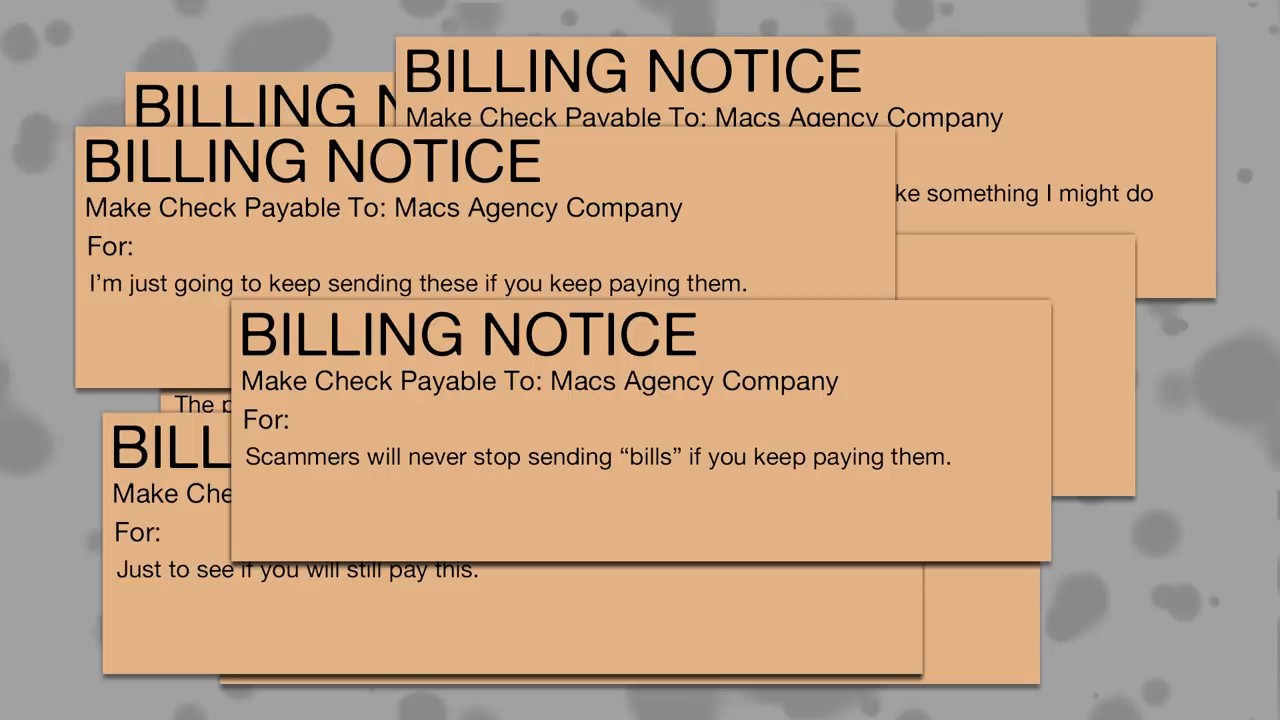 BILLING NOTICE
Make Check Payable To: Macs Agency Company
ke something I might do
BILLING N
BILLING NOTICE
Make Check Payable To: Macs Agency Company
For:
I’m just going to keep sending these if you keep paying them.
BILLING NOTICE
Make Check Payable To: Macs Agency Company
For:
Scammers will never stop sending “bills” if you keep paying them.
The p
BILL
Make Che
For:
Just to see if you will still pay this.